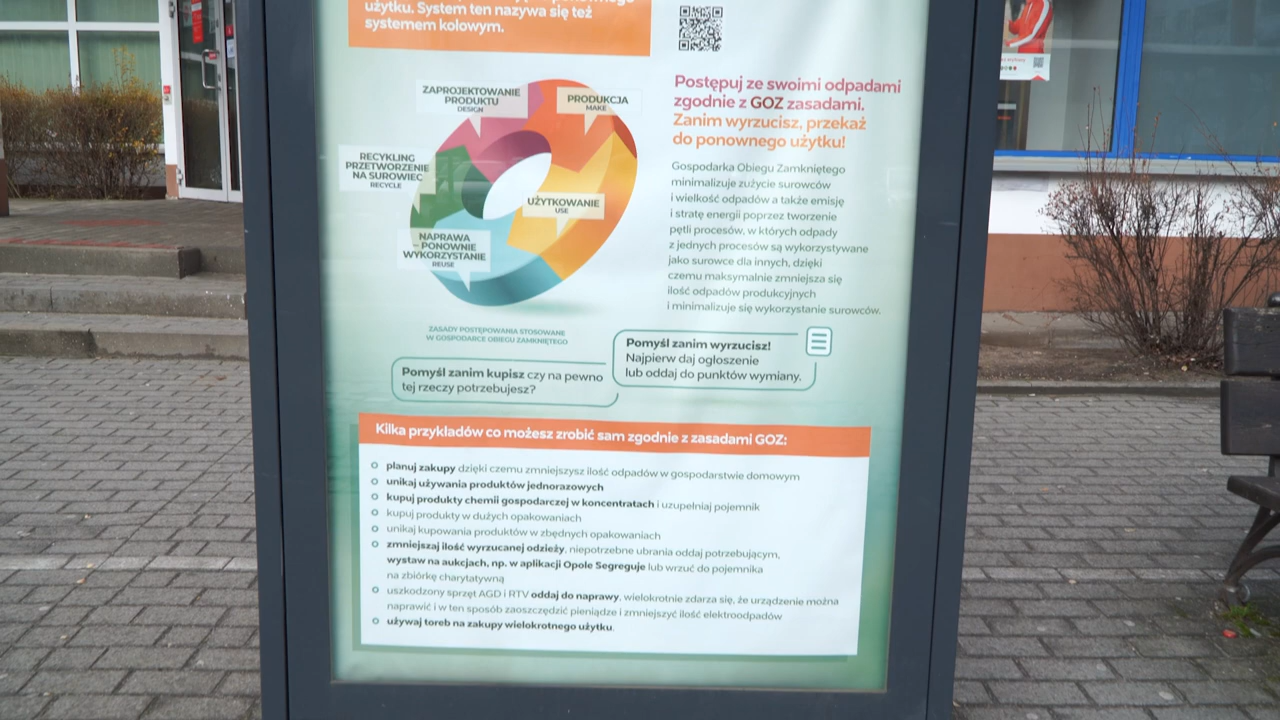 użytku. System ten nazywa się też
systemem kołowym.
ZAPROJEKTOWANIE
PRODUKTU
DESIGN
PRODUKCJA
MAKE
RECYKLING
PRZETWORZENIE
NA SUROWIEC
RECYCLE
UŻYTKOWANIE
USE
NAPRAWA
– PONOWNIE
WYKORZYSTANIE
REUSE
ZASADY POSTĘPOWANIA STOSOWANE
W GOSPODARCE OBIEGU ZAMKNIĘTEGO
Postępuj ze swoimi odpadami
zgodnie z GOZ zasadami.
Zanim wyrzucisz, przekaż
do ponownego użytku!
Gospodarka Obiegu Zamkniętego
minimalizuje zużycie surowców
i wielkość odpadów a także emisję
i stratę energii poprzez tworzenie
pętli procesów, w których odpady
z jednych procesów są wykorzystywane
jako surowce dla innych, dzięki
czemu maksymalnie zmniejsza się
ilość odpadów produkcyjnych
i minimalizuje się wykorzystanie surowców.
Pomyśl zanim kupisz czy na pewno
tej rzeczy potrzebujesz?
Pomyśl zanim wyrzucisz!
Najpierw daj ogłoszenie
lub oddaj do punktów wymiany.
Kilka przykładów co możesz zrobić sam zgodnie z zasadami GOZ:
planuj zakupy dzięki czemu zmniejszysz ilość odpadów w gospodarstwie domowym
unikaj używania produktów jednorazowych
kupuj produkty chemii gospodarczej w koncentratach i uzupełniaj pojemnik
kupuj produkty w dużych opakowaniach
unikaj kupowania produktów w zbędnych opakowaniach
zmniejszaj ilość wyrzucanej odzieży, niepotrzebne ubrania oddaj potrzebującym,
wystaw na aukcjach, np. w aplikacji Opole Segreguje lub wrzuć do pojemnika
na zbiórkę charytatywną
uszkodzony sprzęt AGD i RTV oddaj do naprawy, wielokrotnie zdarza się, że urządzenie można
naprawić i w ten sposób zaoszczędzić pieniądze i zmniejszyć ilość elektroodpadów
używaj toreb na zakupy wielokrotnego użytku.